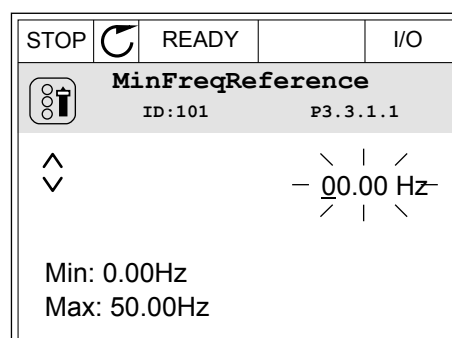 STOP READY I/O
MinFreqReference
ID:101 P3.3.1.1
00.00 Hz
Min: 0.00Hz
Max: 50.00Hz